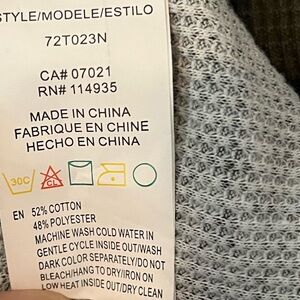 STYLE/MODELE/ESTILO
72T023N
CA# 07021
RN# 114935
MADE IN CHINA
FABRIQUE EN CHINE
HECHO EN CHINA
30C CL
EN 52% COTTON
48% POLYESTER
MACHINE WASH COLD WATER IN
GENTLE CYCLE INSIDE OUT/WASH
DARK COLOR SEPARATELY/DO NOT
BLEACH/HANG TO DRY/IRON ON
LOW HEAT INSIDE OUT/DRY CLEAN